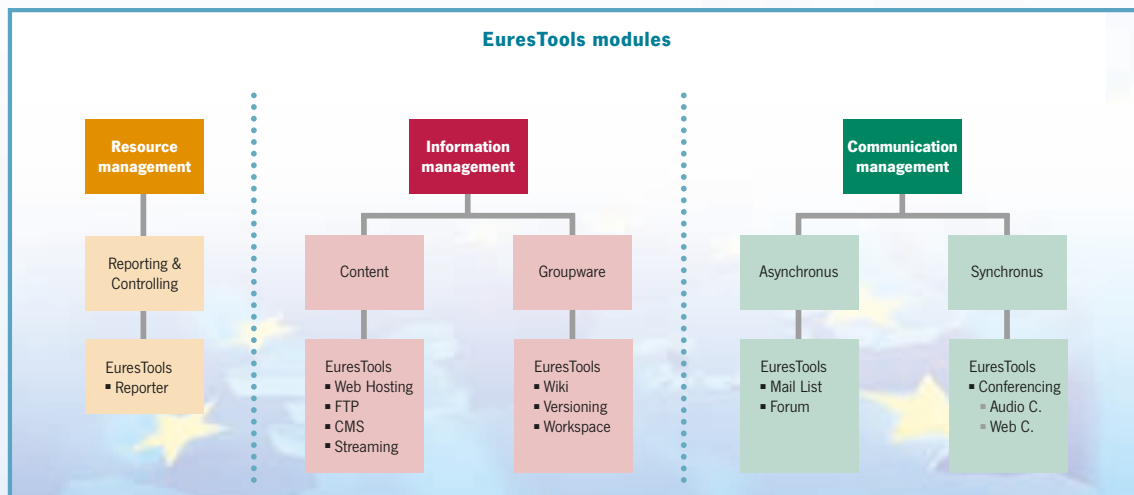 EuresTools modules
Resource
management
Reporting &
Controlling
EuresTools
▪ Reporter
Information
management
Content
EuresTools
▪ Web Hosting
▪ FTP
▪ CMS
▪ Streaming
Groupware
EuresTools
▪ Wiki
▪ Versioning
▪ Workspace
Communication
management
Asynchronus
EuresTools
▪ Mail List
▪ Forum
Synchronus
EuresTools
▪ Conferencing
▪ Audio C.
▪ Web C.